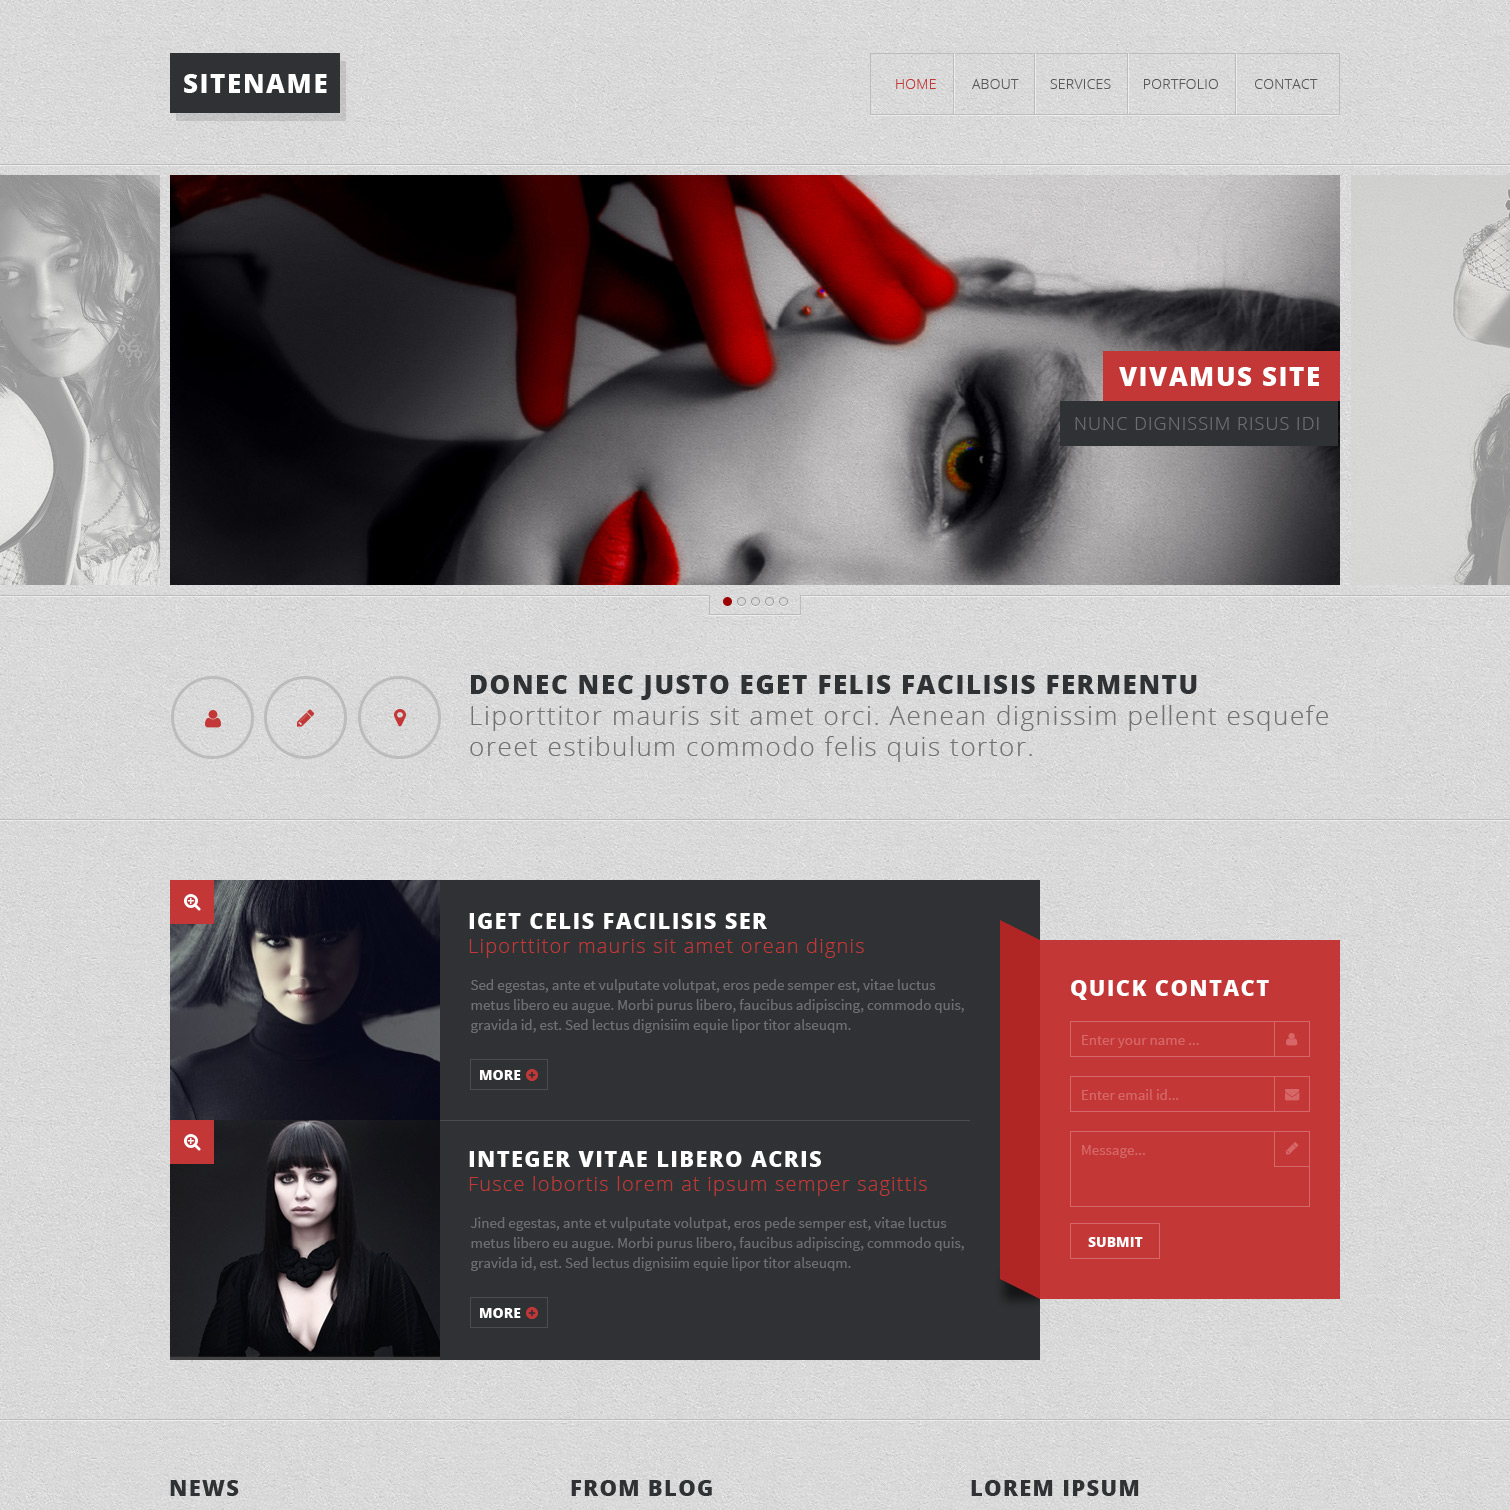 SITENAME
HOME ABOUT SERVICES PORTFOLIO CONTACT
VIVAMUS SITE
NUNC DIGNISSIM RISUS IDI
DONEC NEC JUSTO EGET FELIS FACILISIS FERMENTU
Liporttitor mauris sit amet orci. Aenean dignissim pellent esquefe
oreet estibulum commodo felis quis tortor.
IGET CELIS FACILISIS SER
Liporttitor mauris sit amet orean dignis
Sed egestas, ante et vulputate volutpat, eros pede semper est, vitae luctus
metus libero eu augue. Morbi purus libero, faucibus adipiscing, commodo quis,
gravida id, est. Sed lectus dignisiim equie lipor titor alseuqm.
MORE
INTEGER VITAE LIBERO ACRIS
Fusce lobortis lorem at ipsum semper sagittis
Jined egestas, ante et vulputate volutpat, eros pede semper est, vitae luctus
metus libero eu augue. Morbi purus libero, faucibus adipiscing, commodo quis,
gravida id, est. Sed lectus dignisiim equie lipor titor alseuqm.
MORE
QUICK CONTACT
Enter your name ...
Enter email id...
Message...
SUBMIT
NEWS
FROM BLOG
LOREM IPSUM